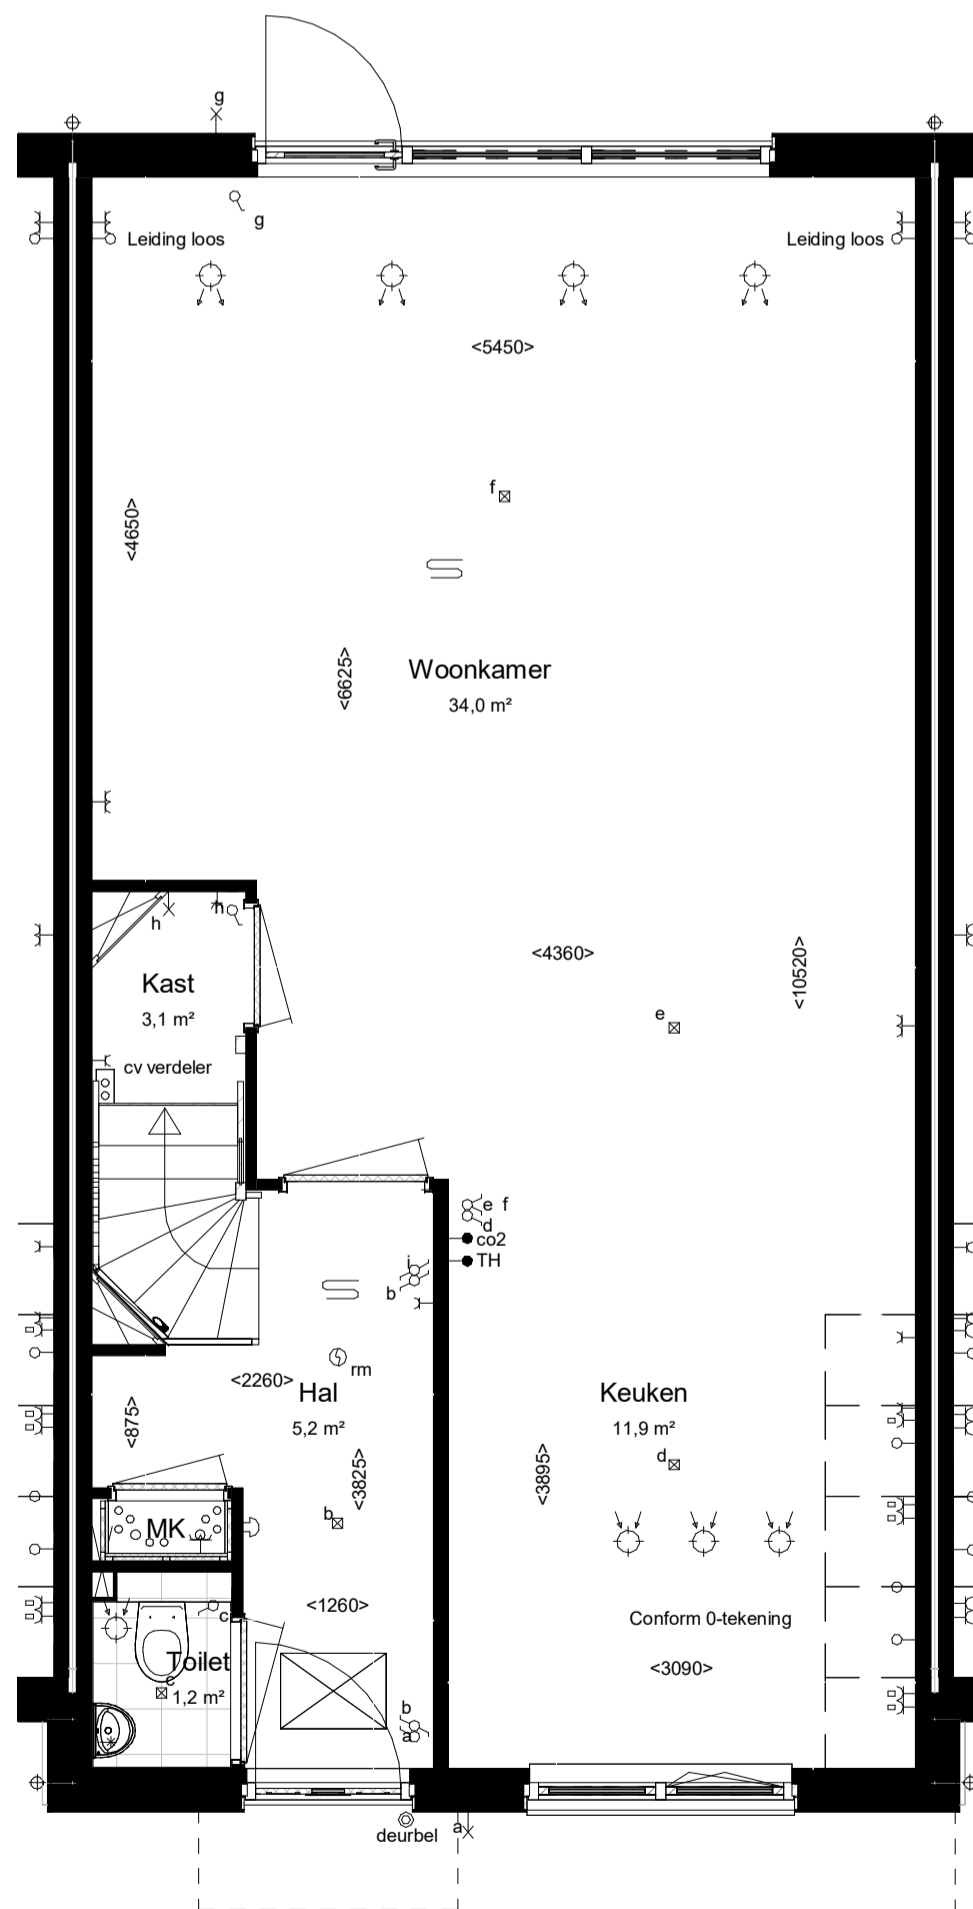 g
g
Leiding loos
Leiding loos
<5450>
f
<4650>
<6625>
Woonkamer
34,0 m²
h
h
Kast
3,1 m²
<4360>
<10520>
e
cv verdeler
e f
d
co2
TH
i
b
rm
<2260>
Hal
5,2 m²
<875>
<3825>
Keuken
11,9 m²
<3895>
d
MK
b
c
<1260>
Conform 0-tekening
Toilet
c
1,2 m²
<3090>
b
a
deurbel
a